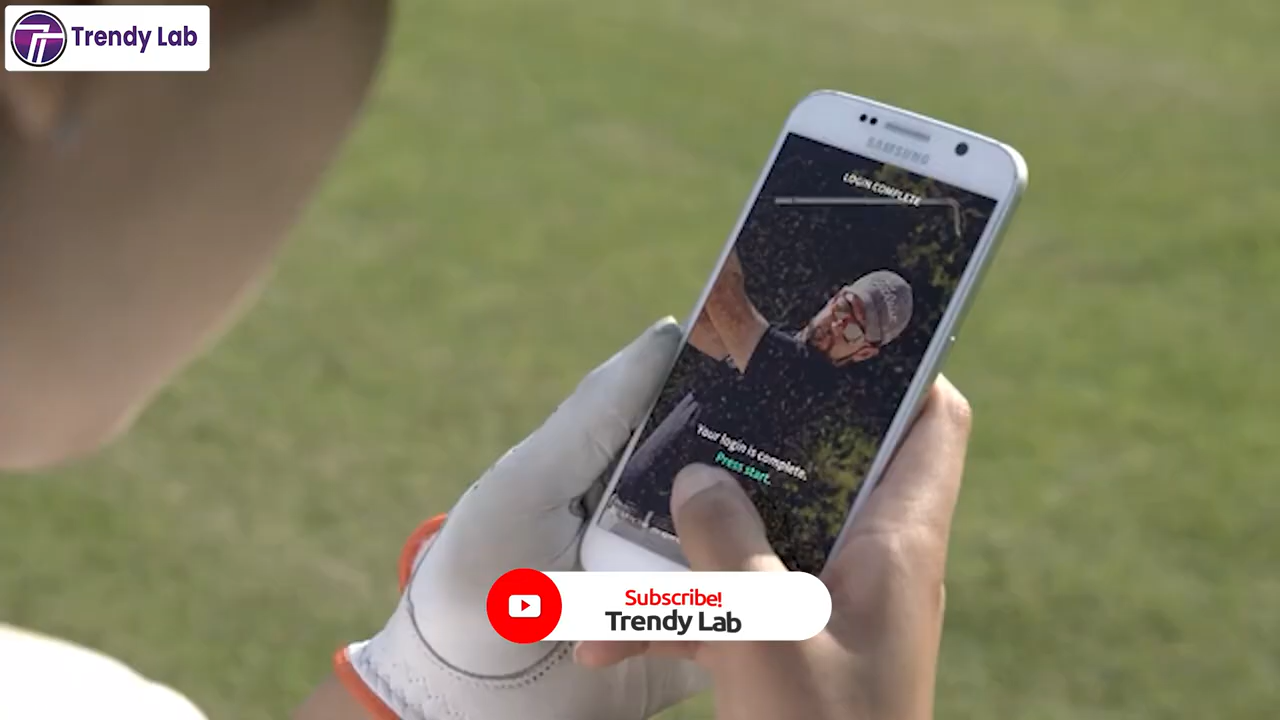 Trendy Lab
SAMSUNG
LOGIN COMPLETE
Your login is complete.
Press start.
Subscribe!
Trendy Lab